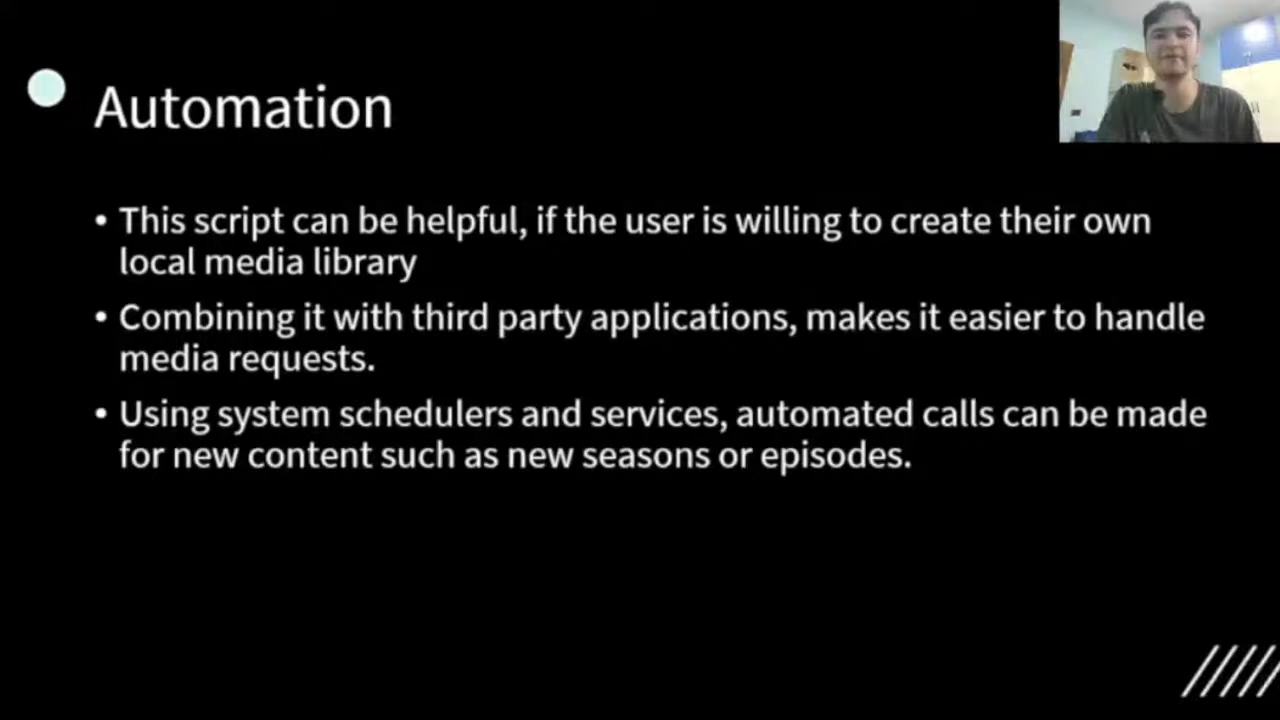 Automation
• This script can be helpful, if the user is willing to create their own
local media library
• Combining it with third party applications, makes it easier to handle
media requests.
• Using system schedulers and services, automated calls can be made
for new content such as new seasons or episodes.